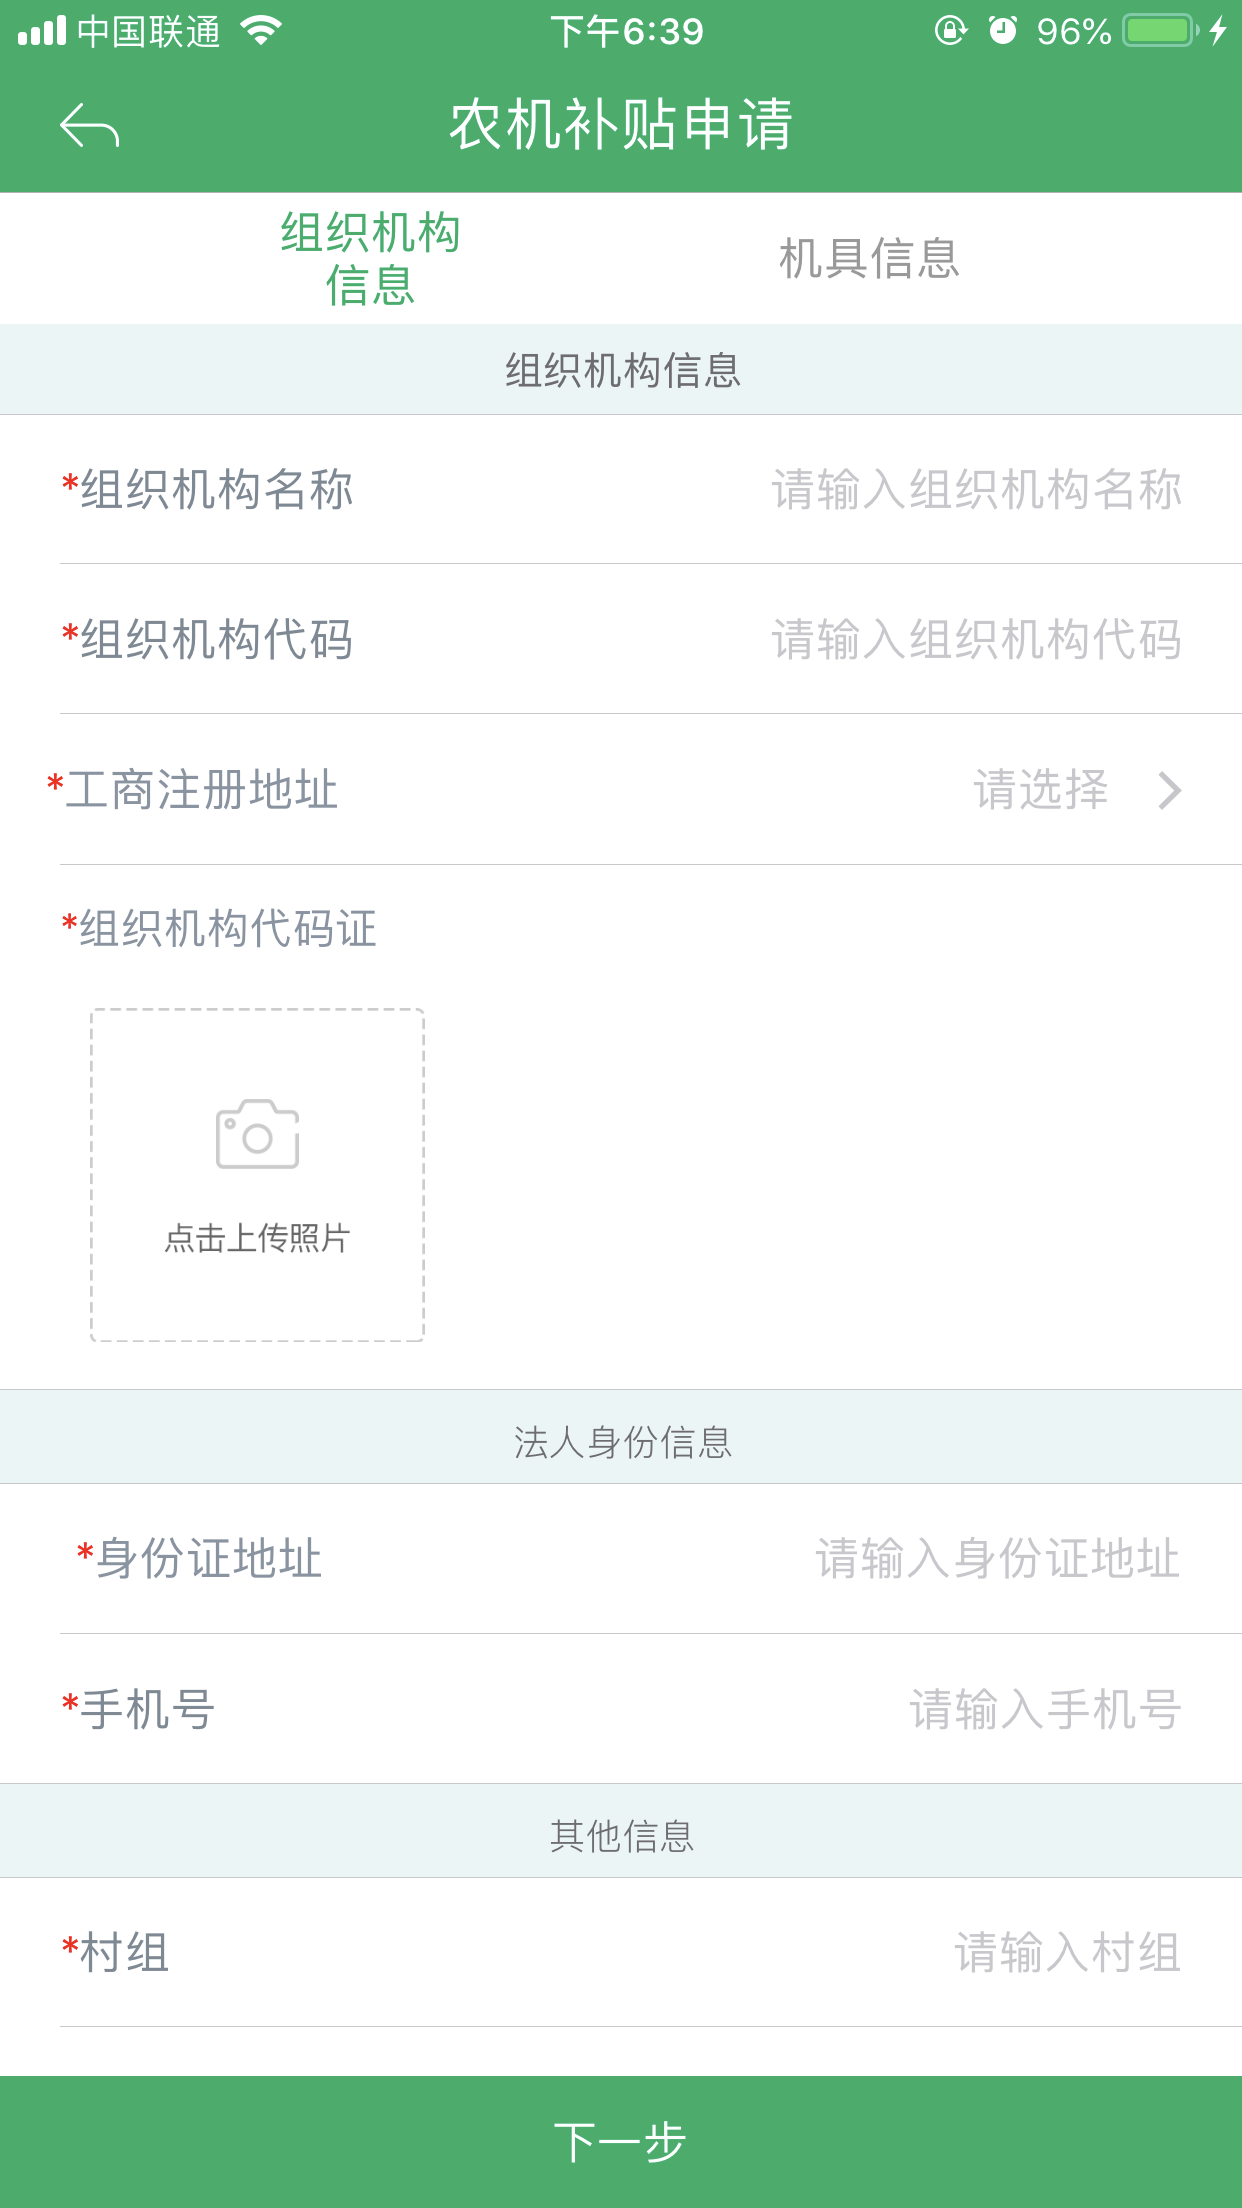 中国联通 下午6:39 96%
农机补贴申请
组织机构
信息
机具信息
组织机构信息
*组织机构名称 请输入组织机构名称
*组织机构代码 请输入组织机构代码
*工商注册地址 请选择
*组织机构代码证
点击上传照片
法人身份信息
*身份证地址 请输入身份证地址
*手机号 请输入手机号
其他信息
*村组 请输入村组
下一步